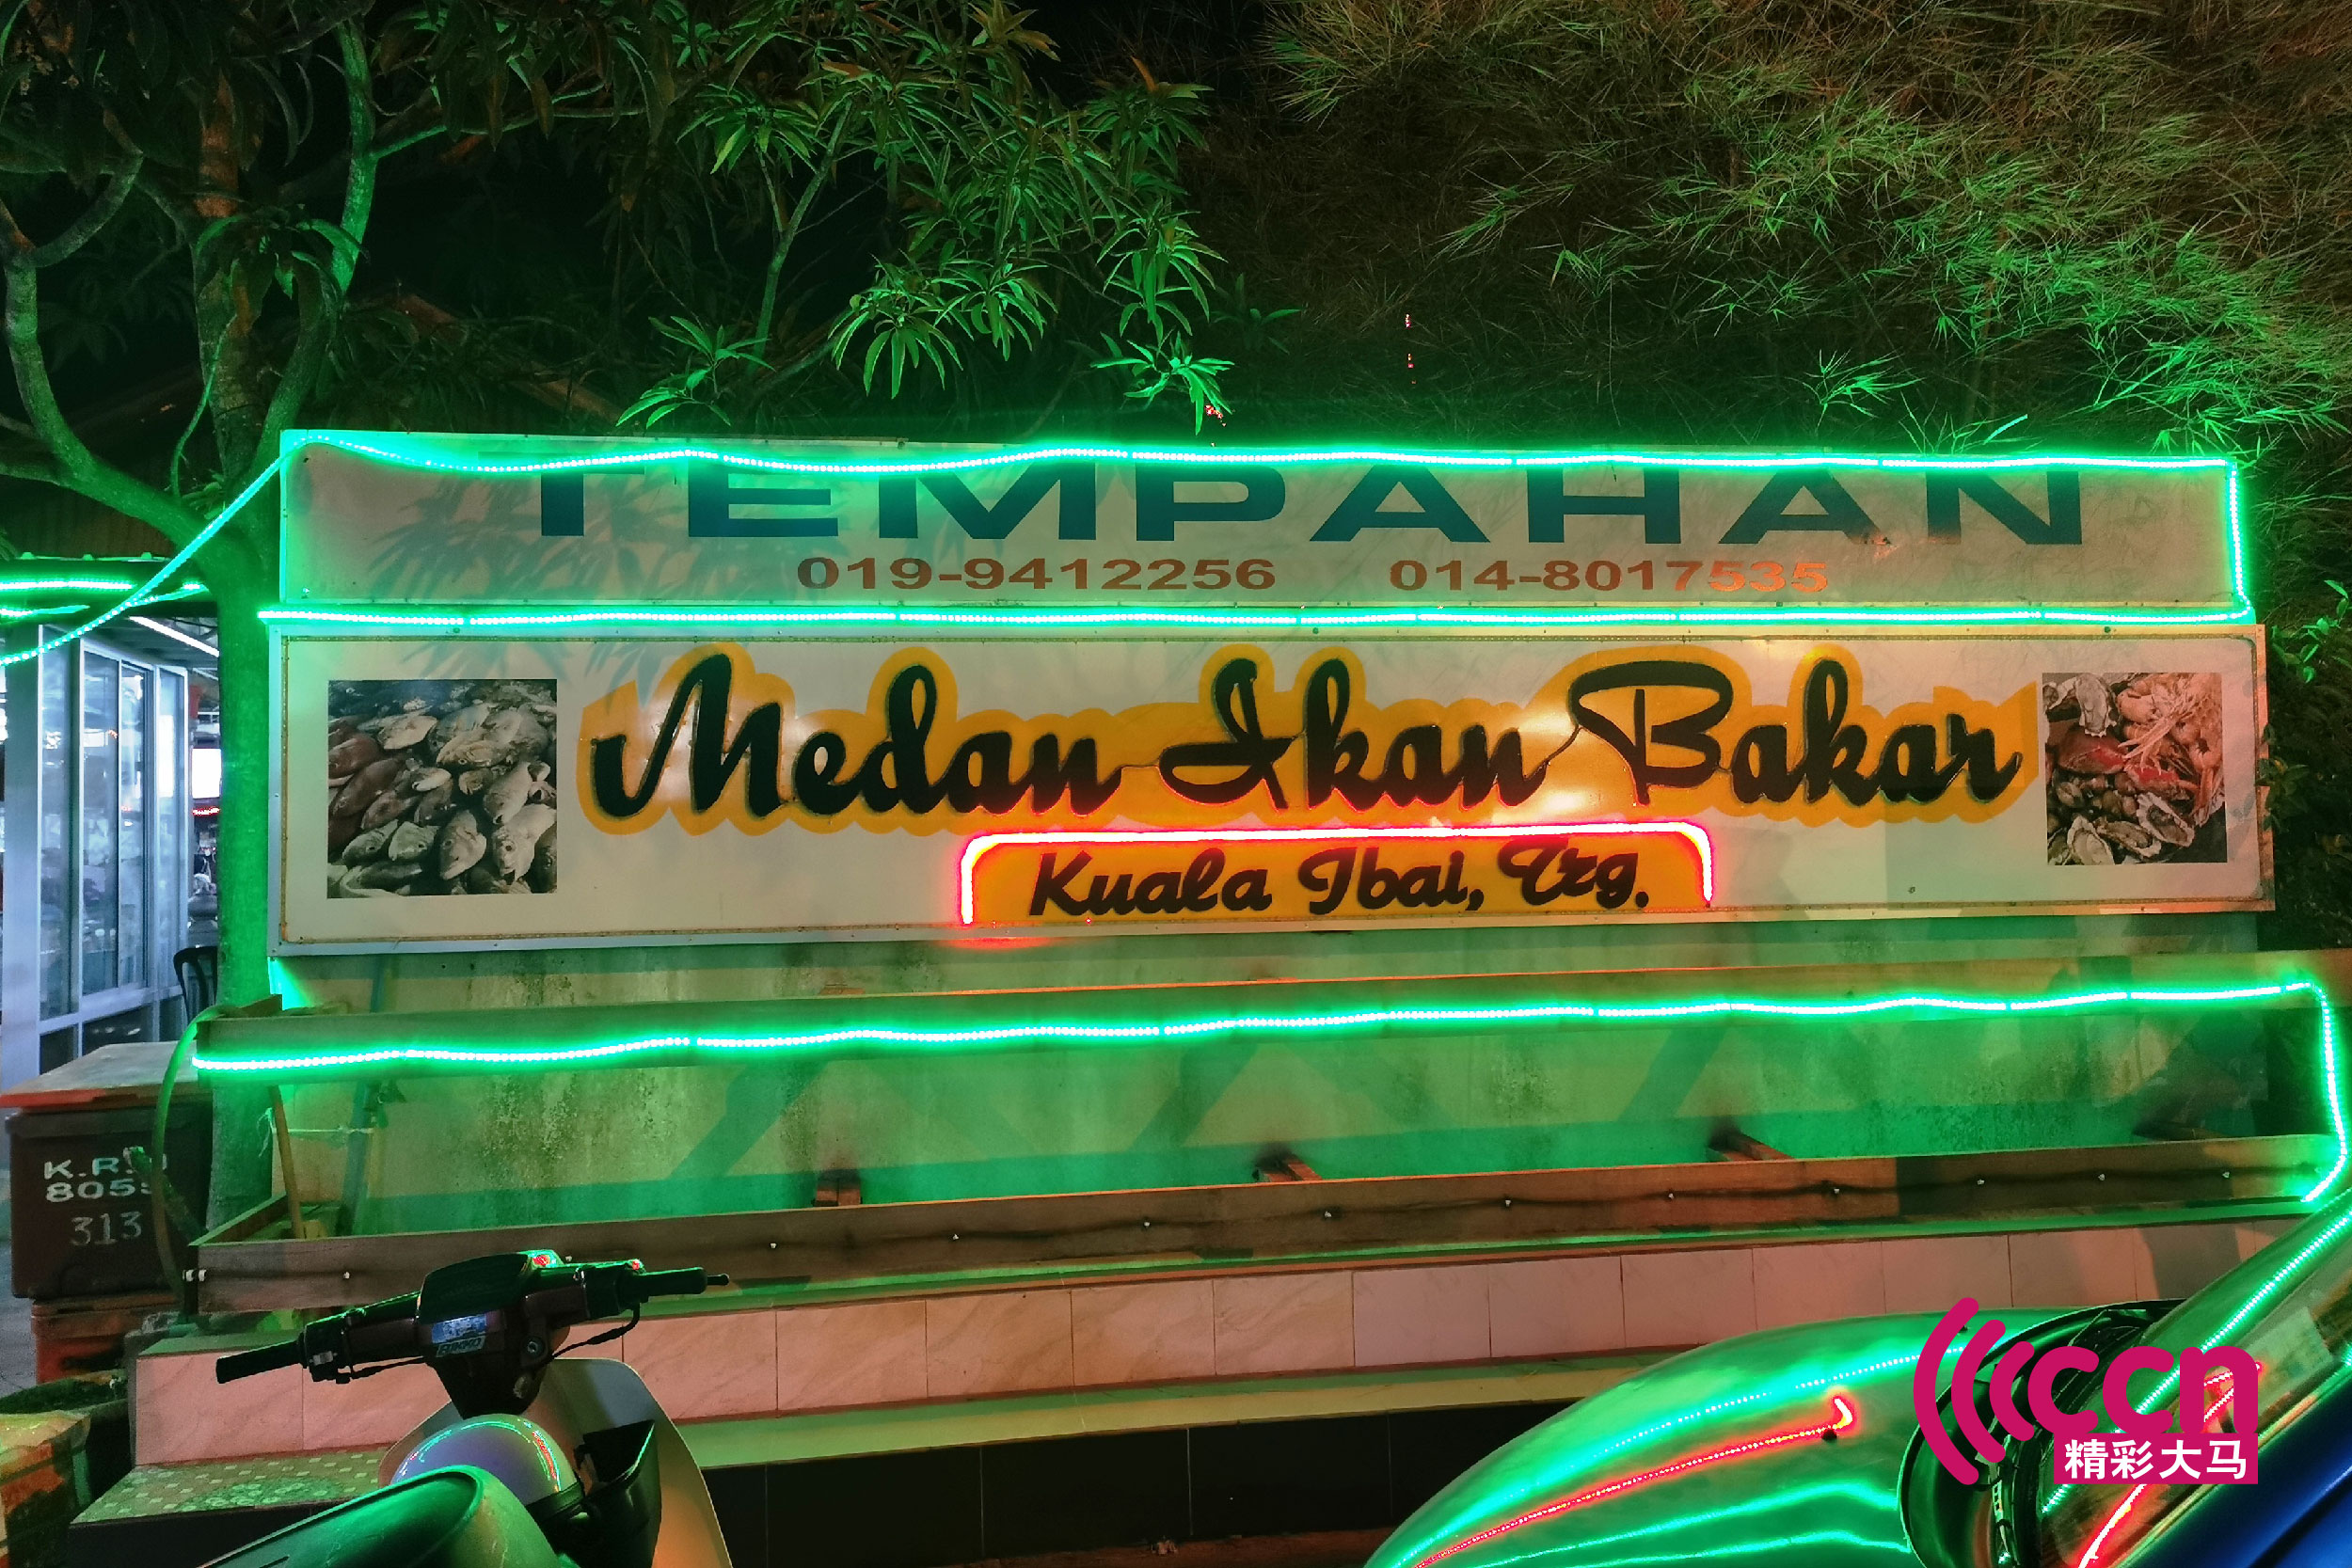 TEMPAHAN
019-9412256 014-8017535
Medan Ikan Bakar
Kuala Ibai, Trg.
313
ccn
精彩大马